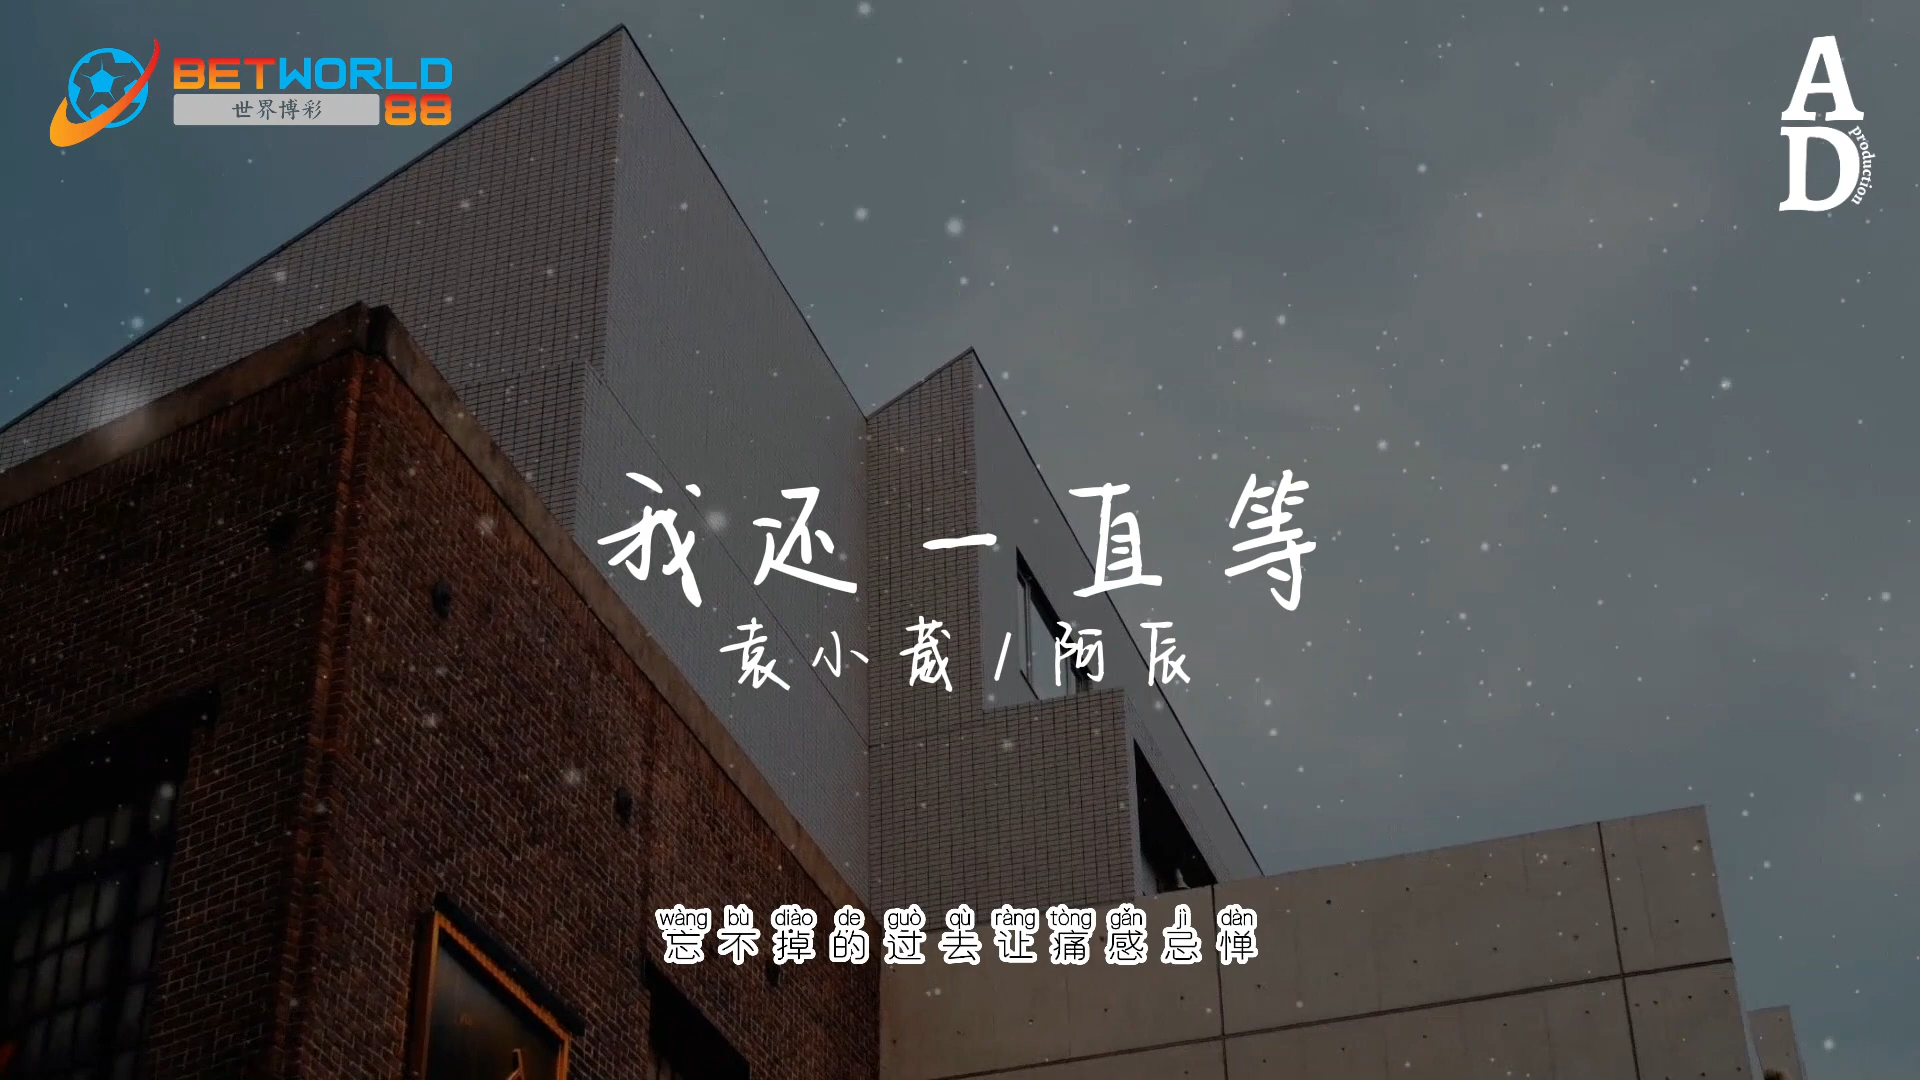 BETWORLD
世界博彩 88
AD
production
我还一直等
袁小葳/阿辰
wàng bù diào de guò qù ràng tòng gǎn jì dàn
忘不掉的过去让痛感忌惮